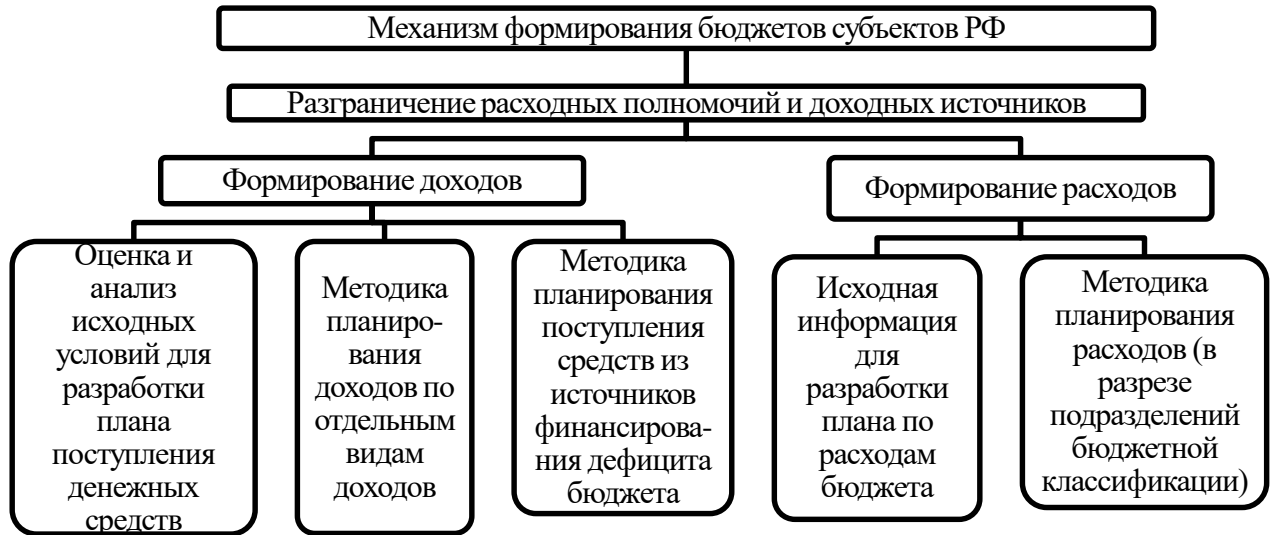 Механизм формирования бюджетов субъектов РФ
Разграничение расходных полномочий и доходных источников
Формирование доходов
Формирование расходов
Оценка и
анализ
исходных
условий для
разработки
плана
поступления
денежных
средств
Методика
планиро-
вания
доходов по
отдельным
видам
доходов
Методика
планирования
поступления
средств из
источников
финансирова-
ния дефицита
бюджета
Исходная
информация
для
разработки
плана по
расходам
бюджета
Методика
планирования
расходов (в
разрезе
подразделений
бюджетной
классификации)